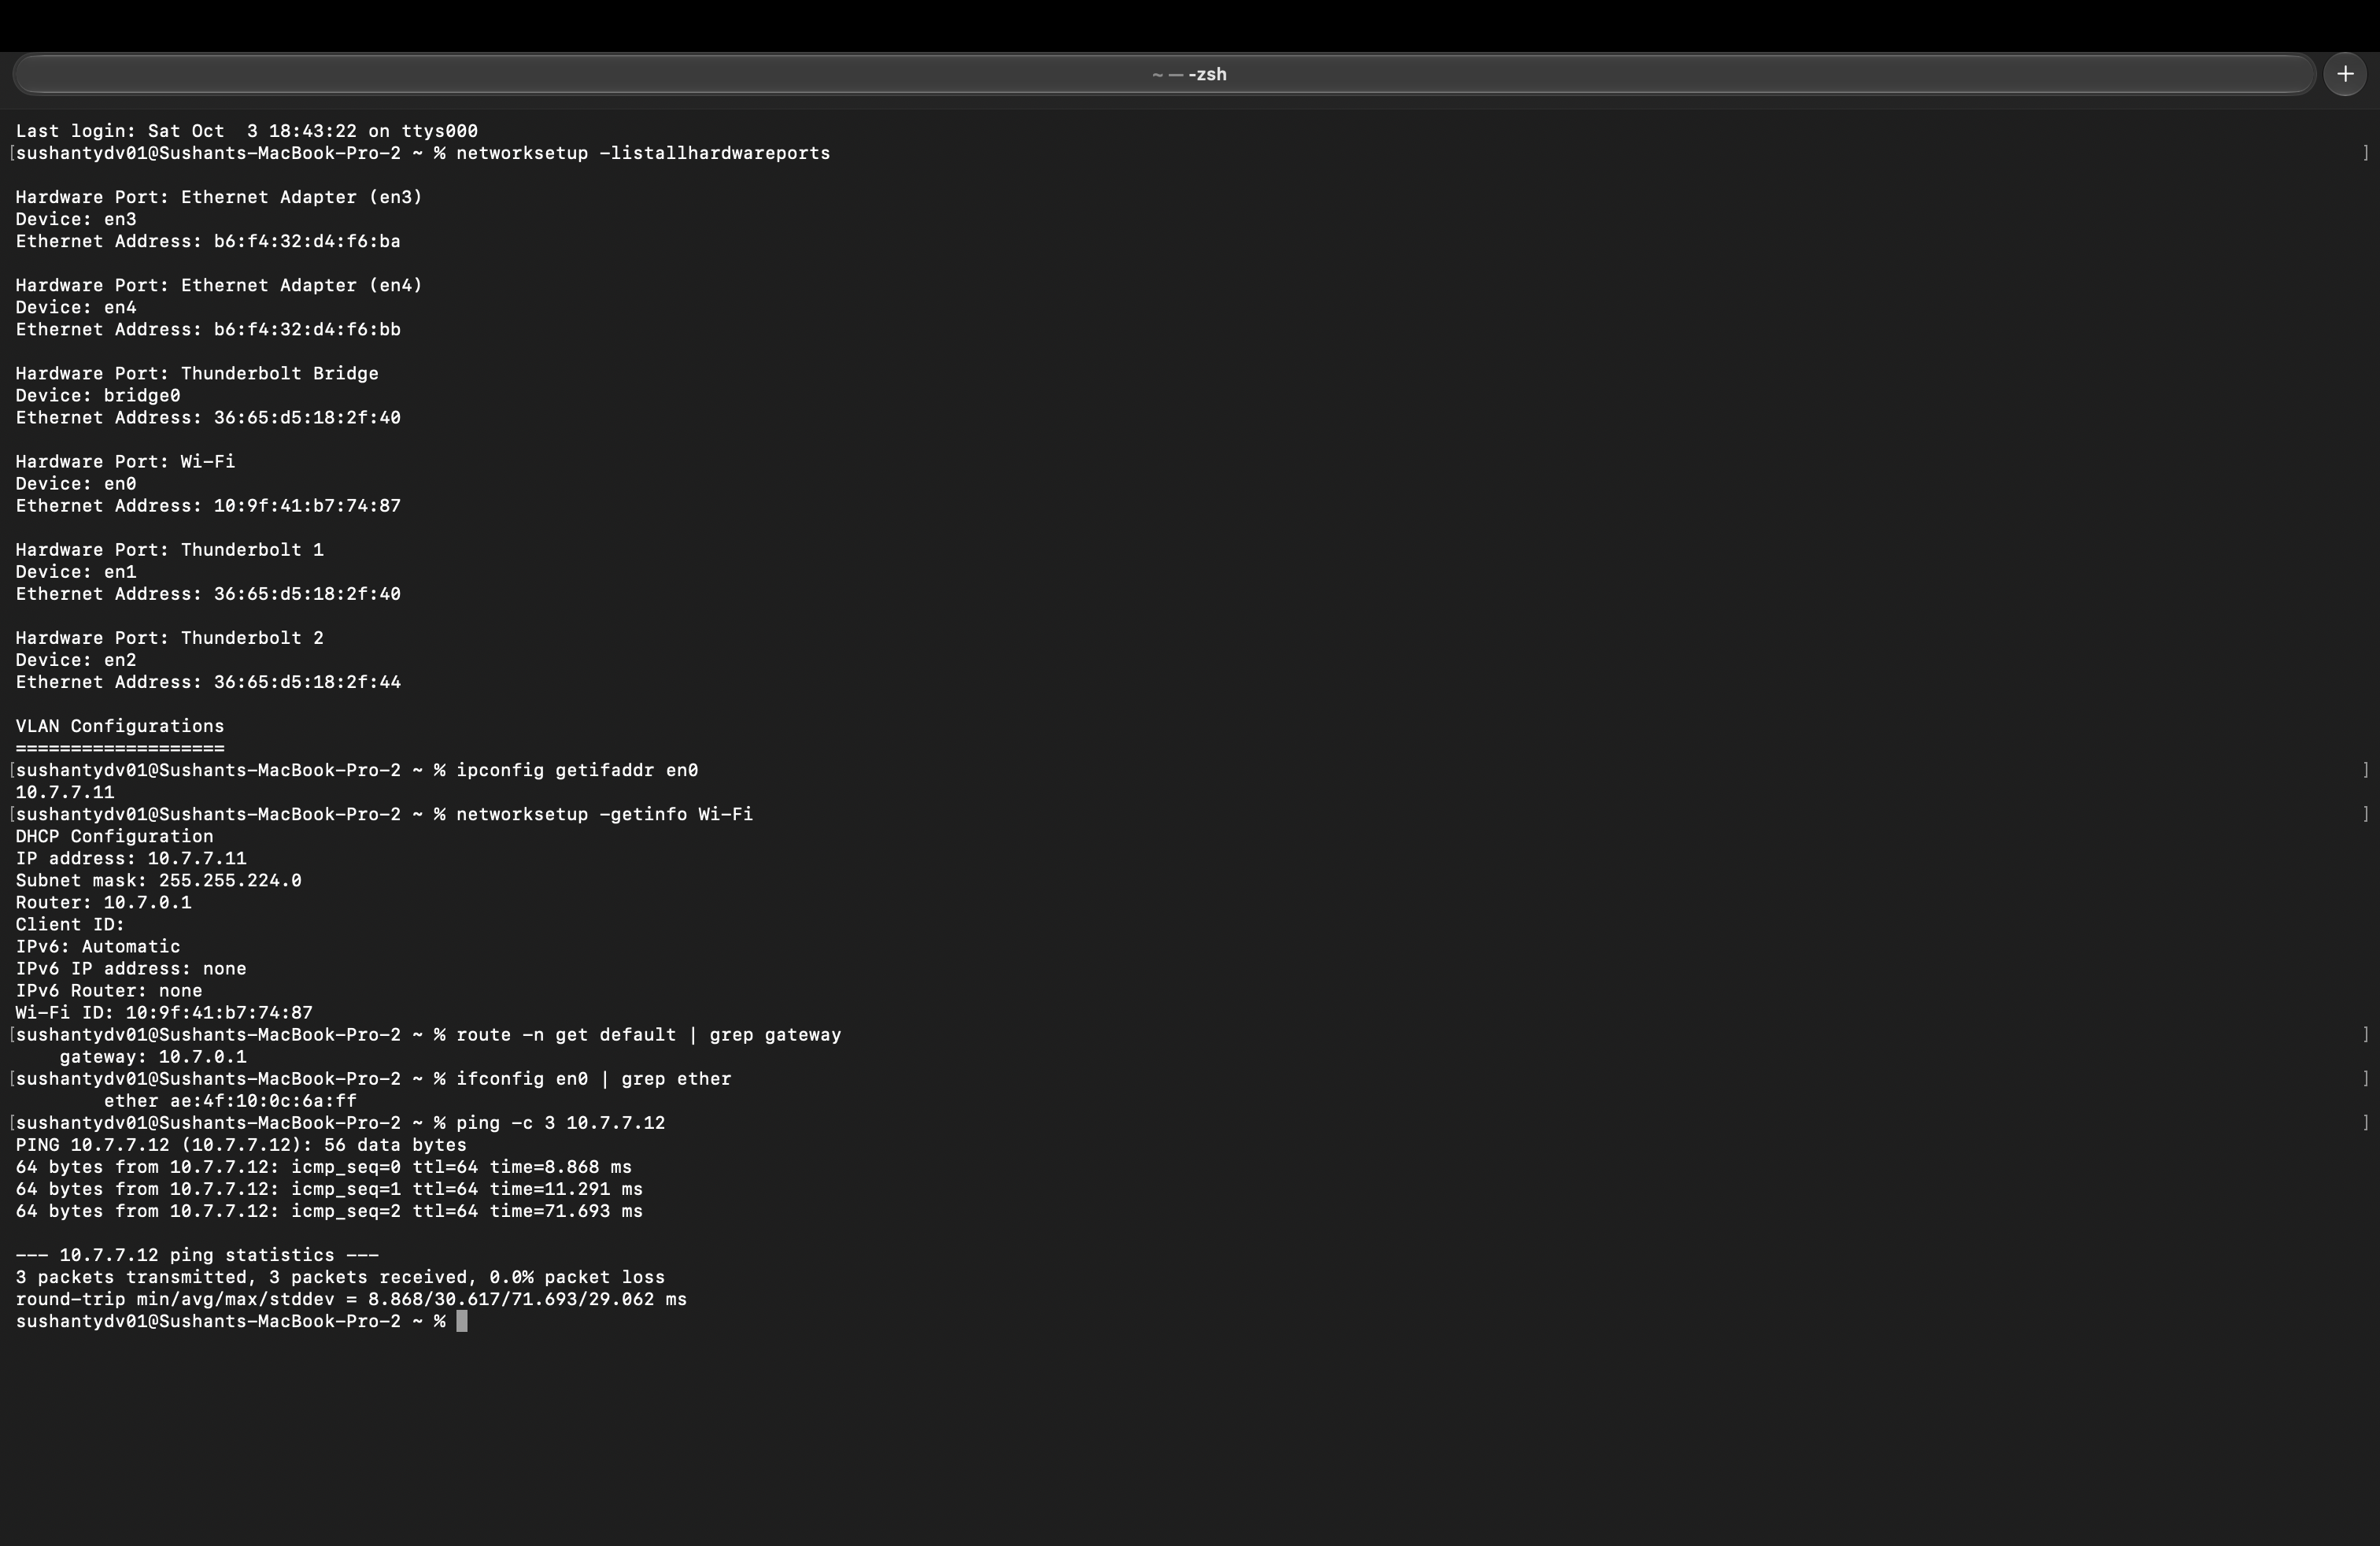 ~ — -zsh
+
Last login: Sat Oct  3 18:43:22 on ttys000
[sushantydv01@Sushants-MacBook-Pro-2 ~ % networksetup -listallhardwareports ]

Hardware Port: Ethernet Adapter (en3)
Device: en3
Ethernet Address: b6:f4:32:d4:f6:ba

Hardware Port: Ethernet Adapter (en4)
Device: en4
Ethernet Address: b6:f4:32:d4:f6:bb

Hardware Port: Thunderbolt Bridge
Device: bridge0
Ethernet Address: 36:65:d5:18:2f:40

Hardware Port: Wi-Fi
Device: en0
Ethernet Address: 10:9f:41:b7:74:87

Hardware Port: Thunderbolt 1
Device: en1
Ethernet Address: 36:65:d5:18:2f:40

Hardware Port: Thunderbolt 2
Device: en2
Ethernet Address: 36:65:d5:18:2f:44

VLAN Configurations
===================
[sushantydv01@Sushants-MacBook-Pro-2 ~ % ipconfig getifaddr en0 ]
10.7.7.11
[sushantydv01@Sushants-MacBook-Pro-2 ~ % networksetup -getinfo Wi-Fi ]
DHCP Configuration
IP address: 10.7.7.11
Subnet mask: 255.255.224.0
Router: 10.7.0.1
Client ID:
IPv6: Automatic
IPv6 IP address: none
IPv6 Router: none
Wi-Fi ID: 10:9f:41:b7:74:87
[sushantydv01@Sushants-MacBook-Pro-2 ~ % route -n get default | grep gateway ]
    gateway: 10.7.0.1
[sushantydv01@Sushants-MacBook-Pro-2 ~ % ifconfig en0 | grep ether ]
        ether ae:4f:10:0c:6a:ff
[sushantydv01@Sushants-MacBook-Pro-2 ~ % ping -c 3 10.7.7.12 ]
PING 10.7.7.12 (10.7.7.12): 56 data bytes
64 bytes from 10.7.7.12: icmp_seq=0 ttl=64 time=8.868 ms
64 bytes from 10.7.7.12: icmp_seq=1 ttl=64 time=11.291 ms
64 bytes from 10.7.7.12: icmp_seq=2 ttl=64 time=71.693 ms

--- 10.7.7.12 ping statistics ---
3 packets transmitted, 3 packets received, 0.0% packet loss
round-trip min/avg/max/stddev = 8.868/30.617/71.693/29.062 ms
sushantydv01@Sushants-MacBook-Pro-2 ~ %